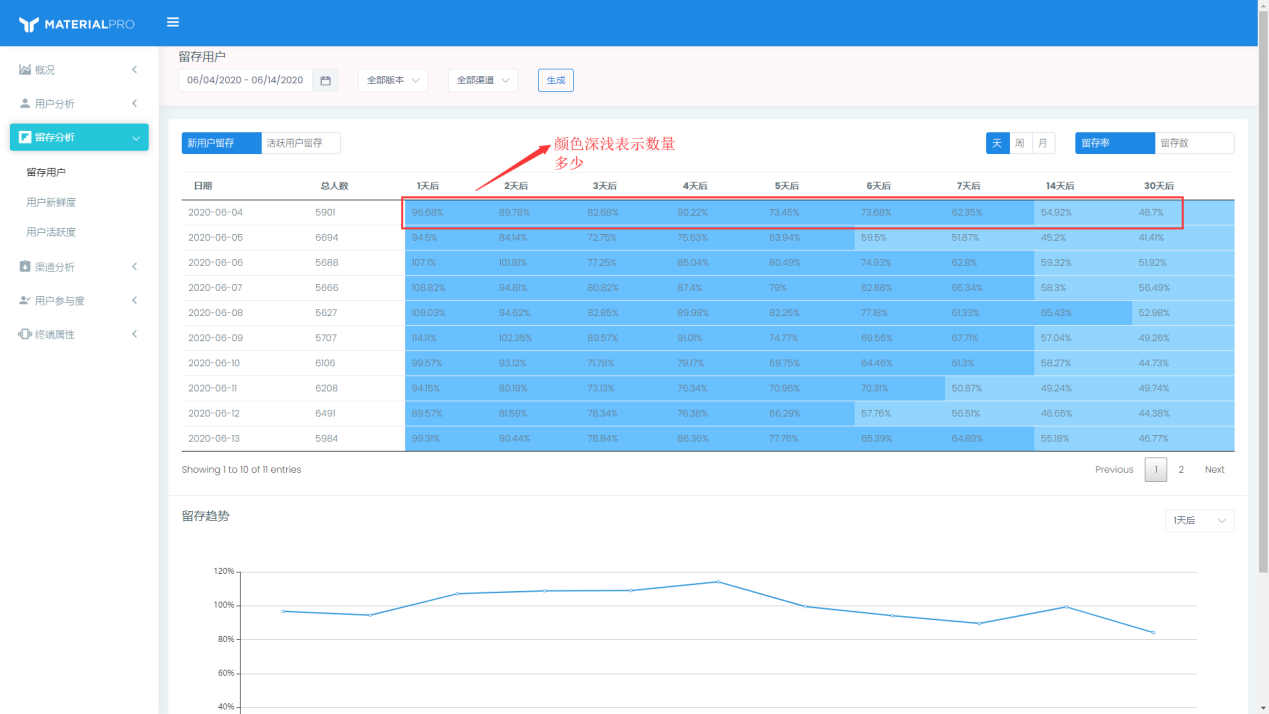 MATERIALPRO
概况
用户分析
留存分析
留存用户
用户新鲜度
用户活跃度
渠道分析
用户参与度
终端属性
留存用户
06/04/2020 - 06/14/2020 全部版本 全部渠道 生成
新用户留存 活跃用户留存 颜色深浅表示数量 天 周 月 留存率 留存数
多少
日期 总人数 1天后 2天后 3天后 4天后 5天后 6天后 7天后 14天后 30天后
2020-06-04 5901 96.68% 89.78% 82.68% 90.22% 73.45% 73.68% 62.35% 54.92% 48.7%
2020-06-05 6694 94.5% 84.14% 72.75% 75.63% 63.94% 59.5% 51.87% 45.2% 41.41%
2020-06-06 5688 107.1% 101.81% 77.25% 85.04% 80.49% 74.93% 62.8% 59.32% 51.92%
2020-06-07 5666 108.82% 94.81% 80.82% 87.4% 79% 62.88% 65.34% 58.3% 56.49%
2020-06-08 5627 109.03% 94.62% 82.85% 89.98% 82.25% 77.18% 61.33% 65.43% 52.98%
2020-06-09 5707 114.11% 102.35% 89.57% 91.01% 74.77% 69.56% 67.71% 57.04% 49.26%
2020-06-10 6106 99.57% 93.12% 71.78% 79.17% 69.75% 64.46% 61.3% 58.27% 44.73%
2020-06-11 6208 94.15% 80.19% 73.13% 76.34% 70.96% 70.31% 50.87% 49.24% 49.74%
2020-06-12 6491 89.57% 81.59% 78.34% 76.38% 66.29% 57.76% 56.51% 46.65% 44.38%
2020-06-13 5984 99.31% 90.44% 78.84% 86.36% 77.76% 65.39% 64.89% 55.18% 46.77%
Showing 1 to 10 of 11 entries Previous 1 2 Next
留存趋势
1天后
120%
100%
80%
60%
40%